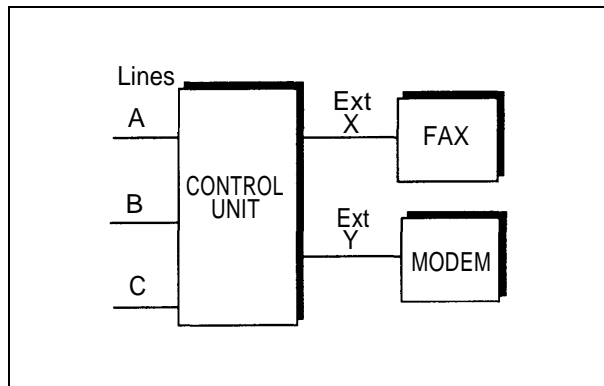 Lines
A
B
C
CONTROL
UNIT
Ext
X
FAX
Ext
Y
MODEM